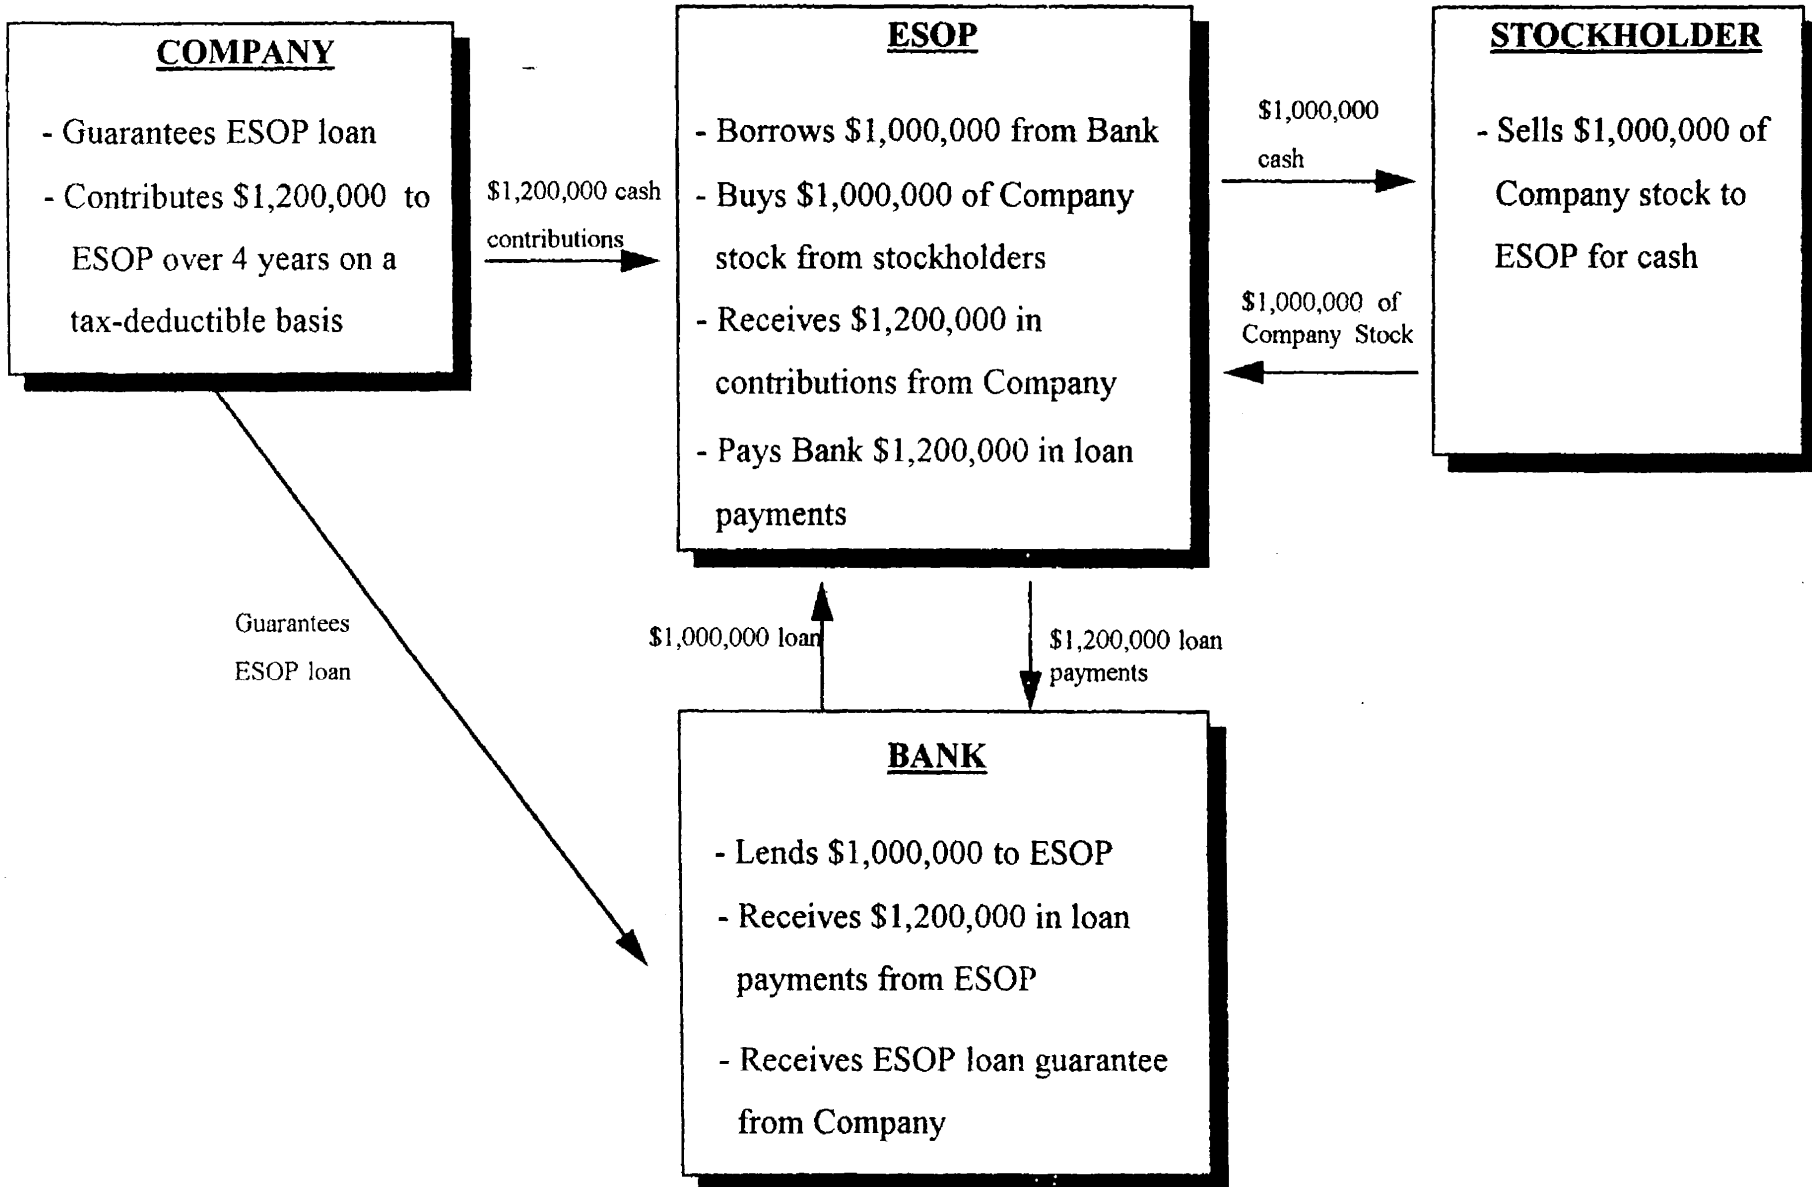 COMPANY
- Guarantees ESOP loan
- Contributes $1,200,000 to
ESOP over 4 years on a
tax-deductible basis
$1,200,000 cash
contributions
ESOP
- Borrows $1,000,000 from Bank
- Buys $1,000,000 of Company
stock from stockholders
- Receives $1,200,000 in
contributions from Company
- Pays Bank $1,200,000 in loan
payments
$1,000,000
cash
$1,000,000 of
Company Stock
STOCKHOLDER
- Sells $1,000,000 of
Company stock to
ESOP for cash
Guarantees
ESOP loan
$1,000,000 loan
$1,200,000 loan
payments
BANK
- Lends $1,000,000 to ESOP
- Receives $1,200,000 in loan
payments from ESOP
- Receives ESOP loan guarantee
from Company